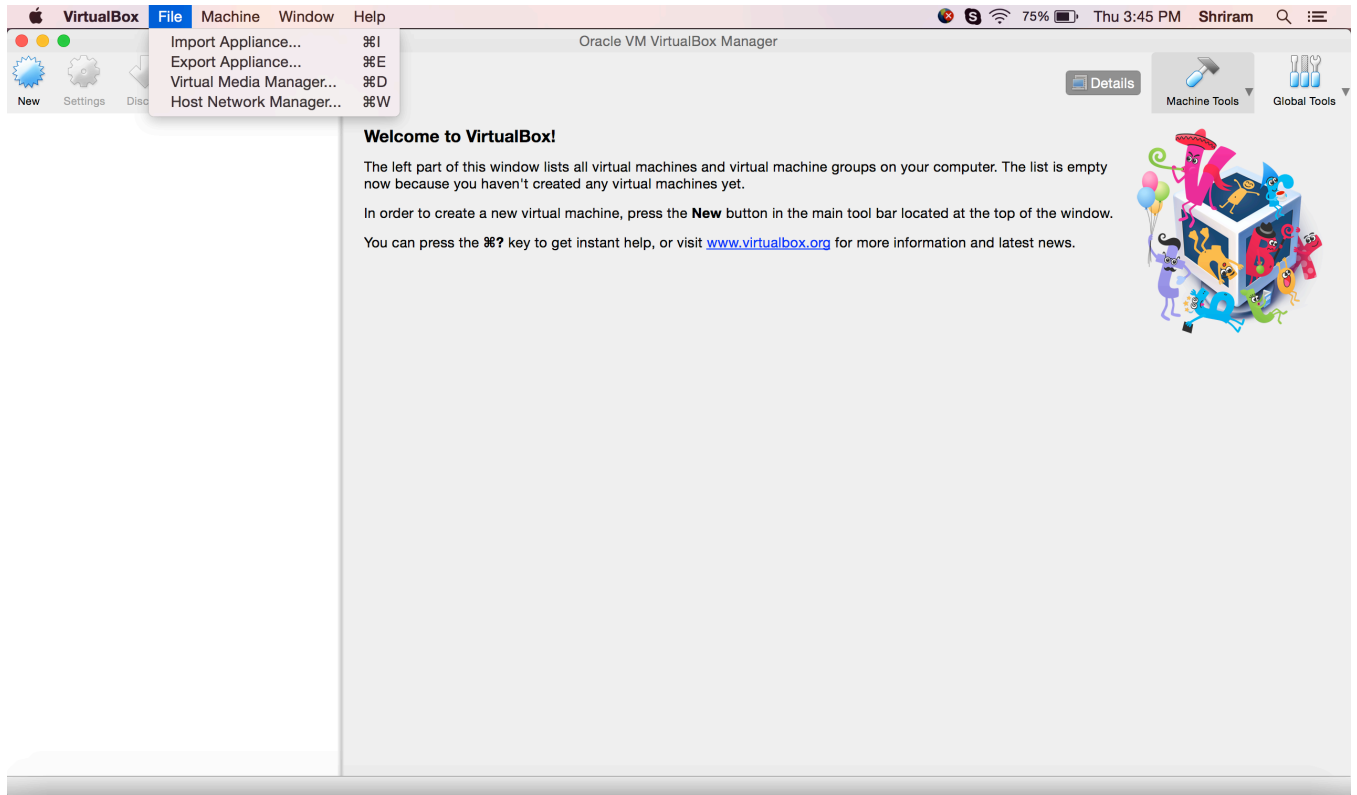 VirtualBox File Machine Window Help S 75% Thu 3:45 PM Shriram
Oracle VM VirtualBox Manager
Import Appliance... ⌘I
Export Appliance... ⌘E
Virtual Media Manager... ⌘D
Host Network Manager... ⌘W
New Settings Disc
Details
Machine Tools Global Tools
Welcome to VirtualBox!
The left part of this window lists all virtual machines and virtual machine groups on your computer. The list is empty
now because you haven't created any virtual machines yet.
In order to create a new virtual machine, press the New button in the main tool bar located at the top of the window.
You can press the ⌘? key to get instant help, or visit www.virtualbox.org for more information and latest news.